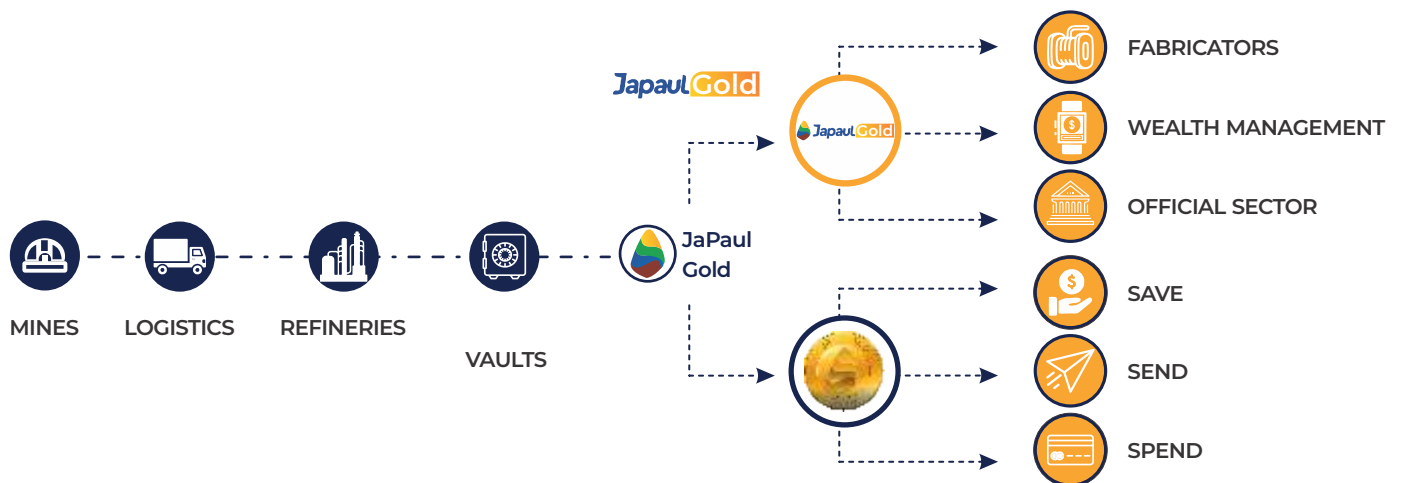 JapaulGold
JapaulGold
FABRICATORS
WEALTH MANAGEMENT
OFFICIAL SECTOR
JaPaul
Gold
MINES
LOGISTICS
REFINERIES
VAULTS
SAVE
SEND
SPEND